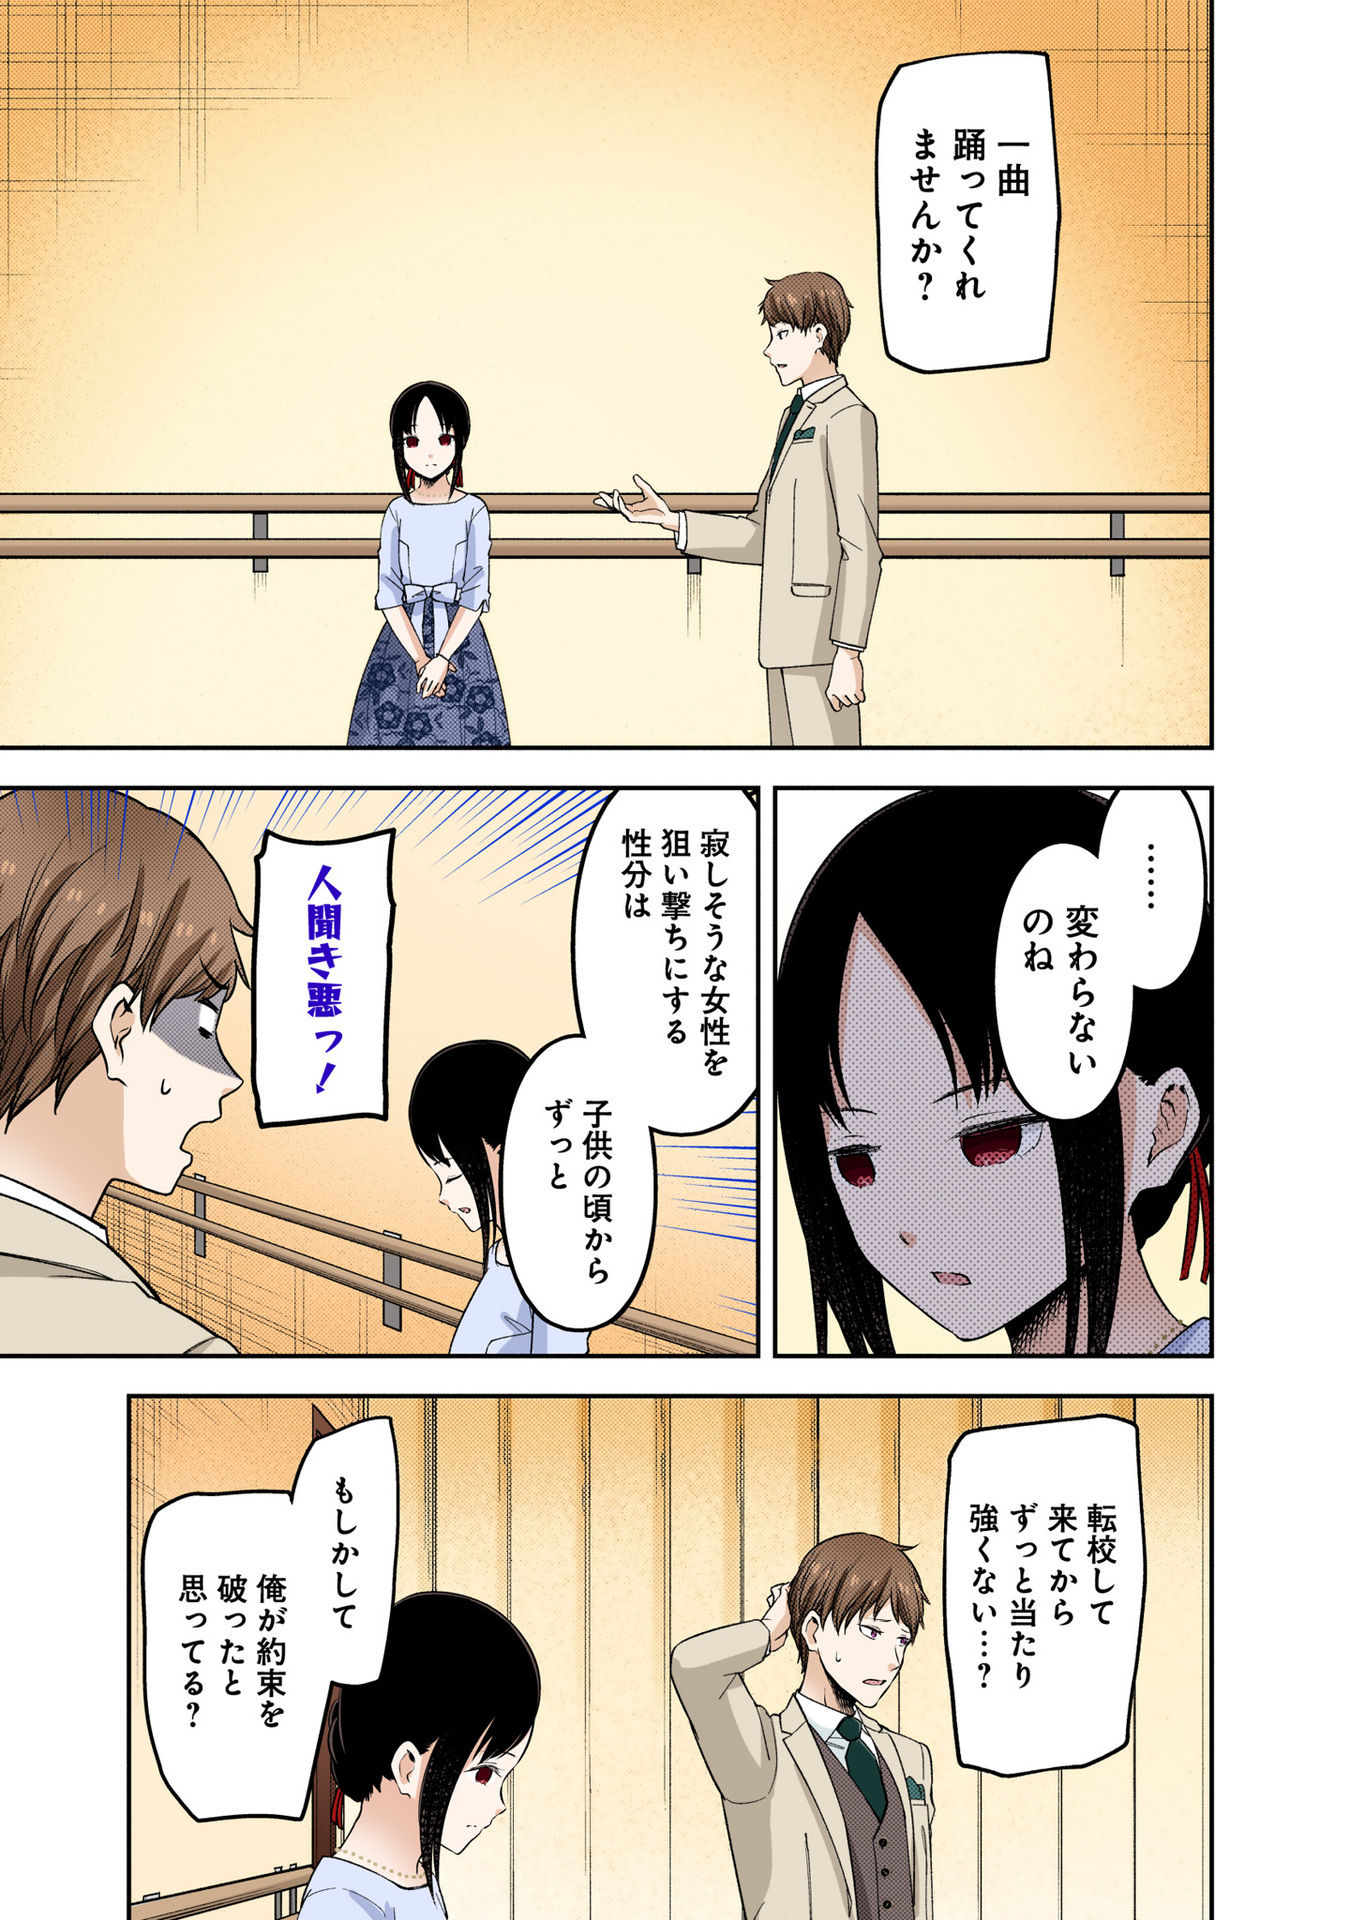 一曲
踊ってくれ
ませんか？
……
変わらない
のね
寂しそうな女性を
狙い撃ちにする
性分は
子供の頃から
ずっと
人聞き悪っ！
転校して
来てから
ずっと当たり
強くない…？
もしかして
俺が約束を
破ったと
思ってる？